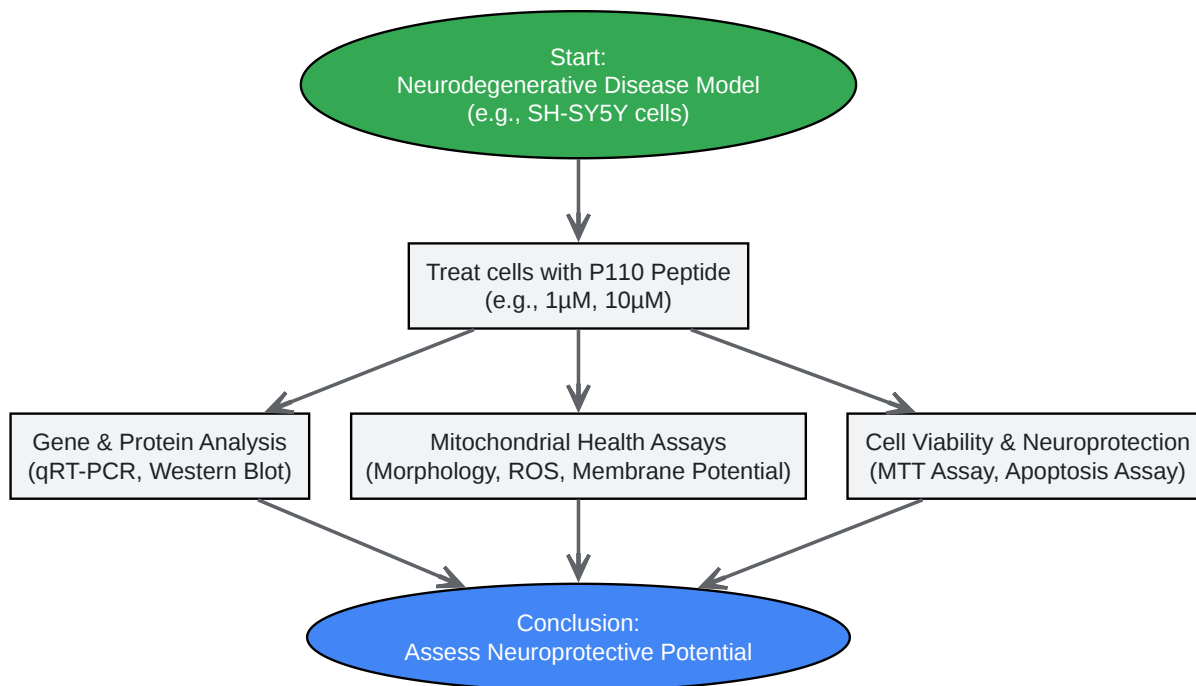 Start:
Neurodegenerative Disease Model
(e.g., SH-SY5Y cells)
Treat cells with P110 Peptide
(e.g., 1µM, 10µM)
Gene & Protein Analysis
(qRT-PCR, Western Blot)
Mitochondrial Health Assays
(Morphology, ROS, Membrane Potential)
Cell Viability & Neuroprotection
(MTT Assay, Apoptosis Assay)
Conclusion:
Assess Neuroprotective Potential